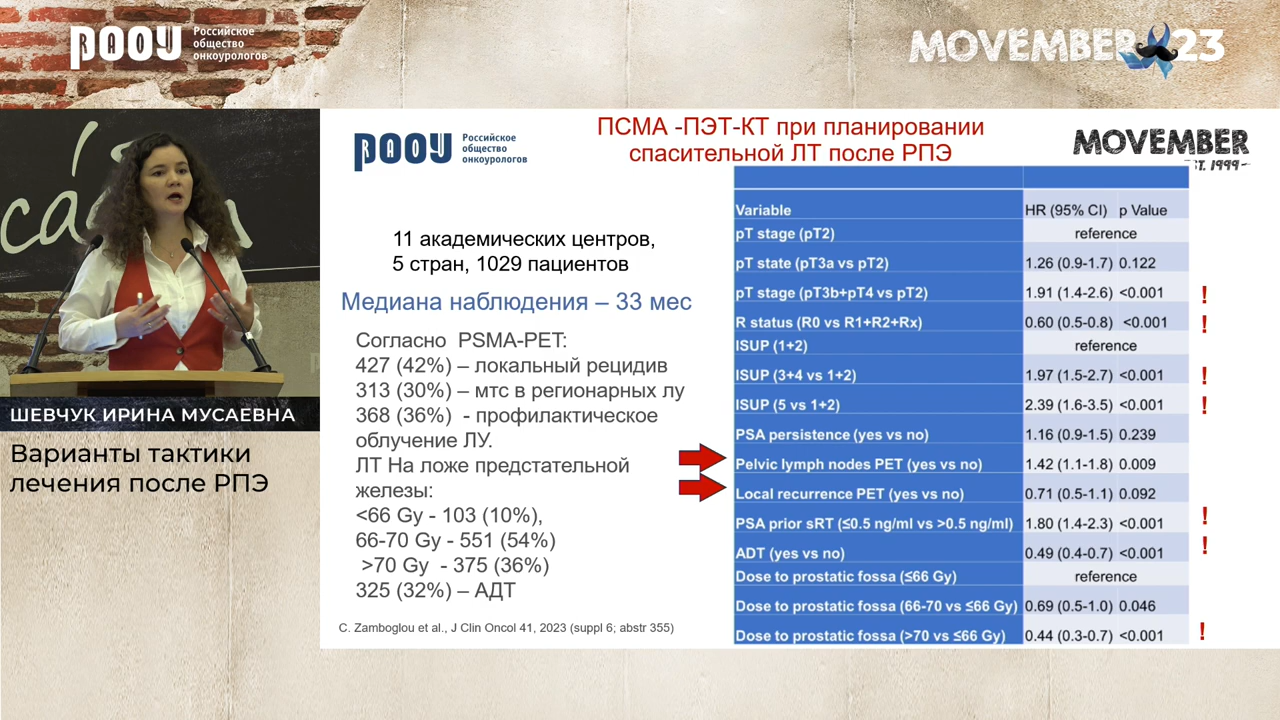 РООУ
Российское
общество
онкоурологов
MOVEMBER 23
РООУ
Российское
общество
онкоурологов
ПСМА -ПЭТ-КТ при планировании
спасительной ЛТ после РПЭ
MOVEMBER
EST. 1999
11 академических центров,
5 стран, 1029 пациентов
Медиана наблюдения – 33 мес
Согласно PSMA-PET:
427 (42%) – локальный рецидив
313 (30%) – мтс в регионарных лу
368 (36%) - профилактическое
облучение ЛУ.
ЛТ На ложе предстательной
железы:
<66 Gy - 103 (10%),
66-70 Gy - 551 (54%)
>70 Gy - 375 (36%)
325 (32%) – АДТ
C. Zamboglou et al., J Clin Oncol 41, 2023 (suppl 6; abstr 355)
Variable HR (95% CI) p Value
pT stage (pT2) reference
pT state (pT3a vs pT2) 1.26 (0.9-1.7) 0.122
pT stage (pT3b+pT4 vs pT2) 1.91 (1.4-2.6) <0.001 !
R status (R0 vs R1+R2+Rx) 0.60 (0.5-0.8) <0.001 !
ISUP (1+2) reference
ISUP (3+4 vs 1+2) 1.97 (1.5-2.7) <0.001 !
ISUP (5 vs 1+2) 2.39 (1.6-3.5) <0.001 !
PSA persistence (yes vs no) 1.16 (0.9-1.5) 0.239
Pelvic lymph nodes PET (yes vs no) 1.42 (1.1-1.8) 0.009
Local recurrence PET (yes vs no) 0.71 (0.5-1.1) 0.092
PSA prior sRT (≤0.5 ng/ml vs >0.5 ng/ml) 1.80 (1.4-2.3) <0.001 !
ADT (yes vs no) 0.49 (0.4-0.7) <0.001 !
Dose to prostatic fossa (≤66 Gy) reference
Dose to prostatic fossa (66-70 vs ≤66 Gy) 0.69 (0.5-1.0) 0.046
Dose to prostatic fossa (>70 vs ≤66 Gy) 0.44 (0.3-0.7) <0.001 !
ШЕВЧУК ИРИНА МУСАЕВНА
Варианты тактики
лечения после РПЭ